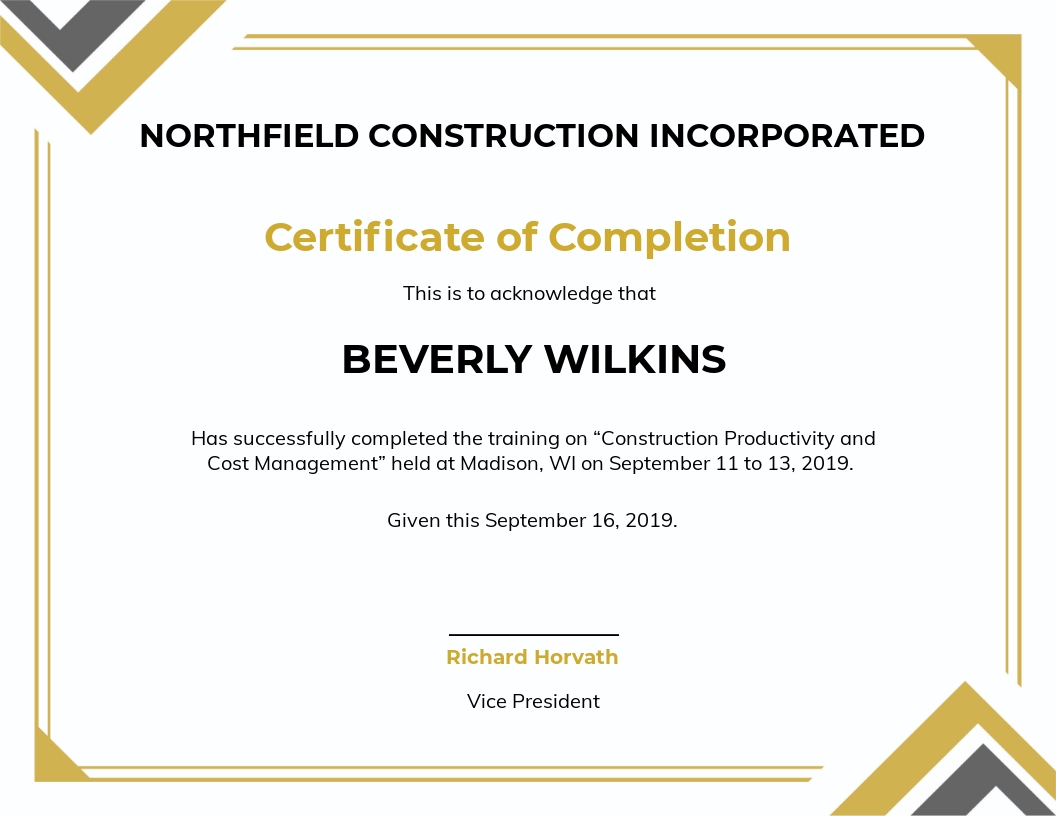 NORTHFIELD CONSTRUCTION INCORPORATED
Certificate of Completion
This is to acknowledge that
BEVERLY WILKINS
Has successfully completed the training on “Construction Productivity and
Cost Management” held at Madison, WI on September 11 to 13, 2019.
Given this September 16, 2019.
Richard Horvath
Vice President